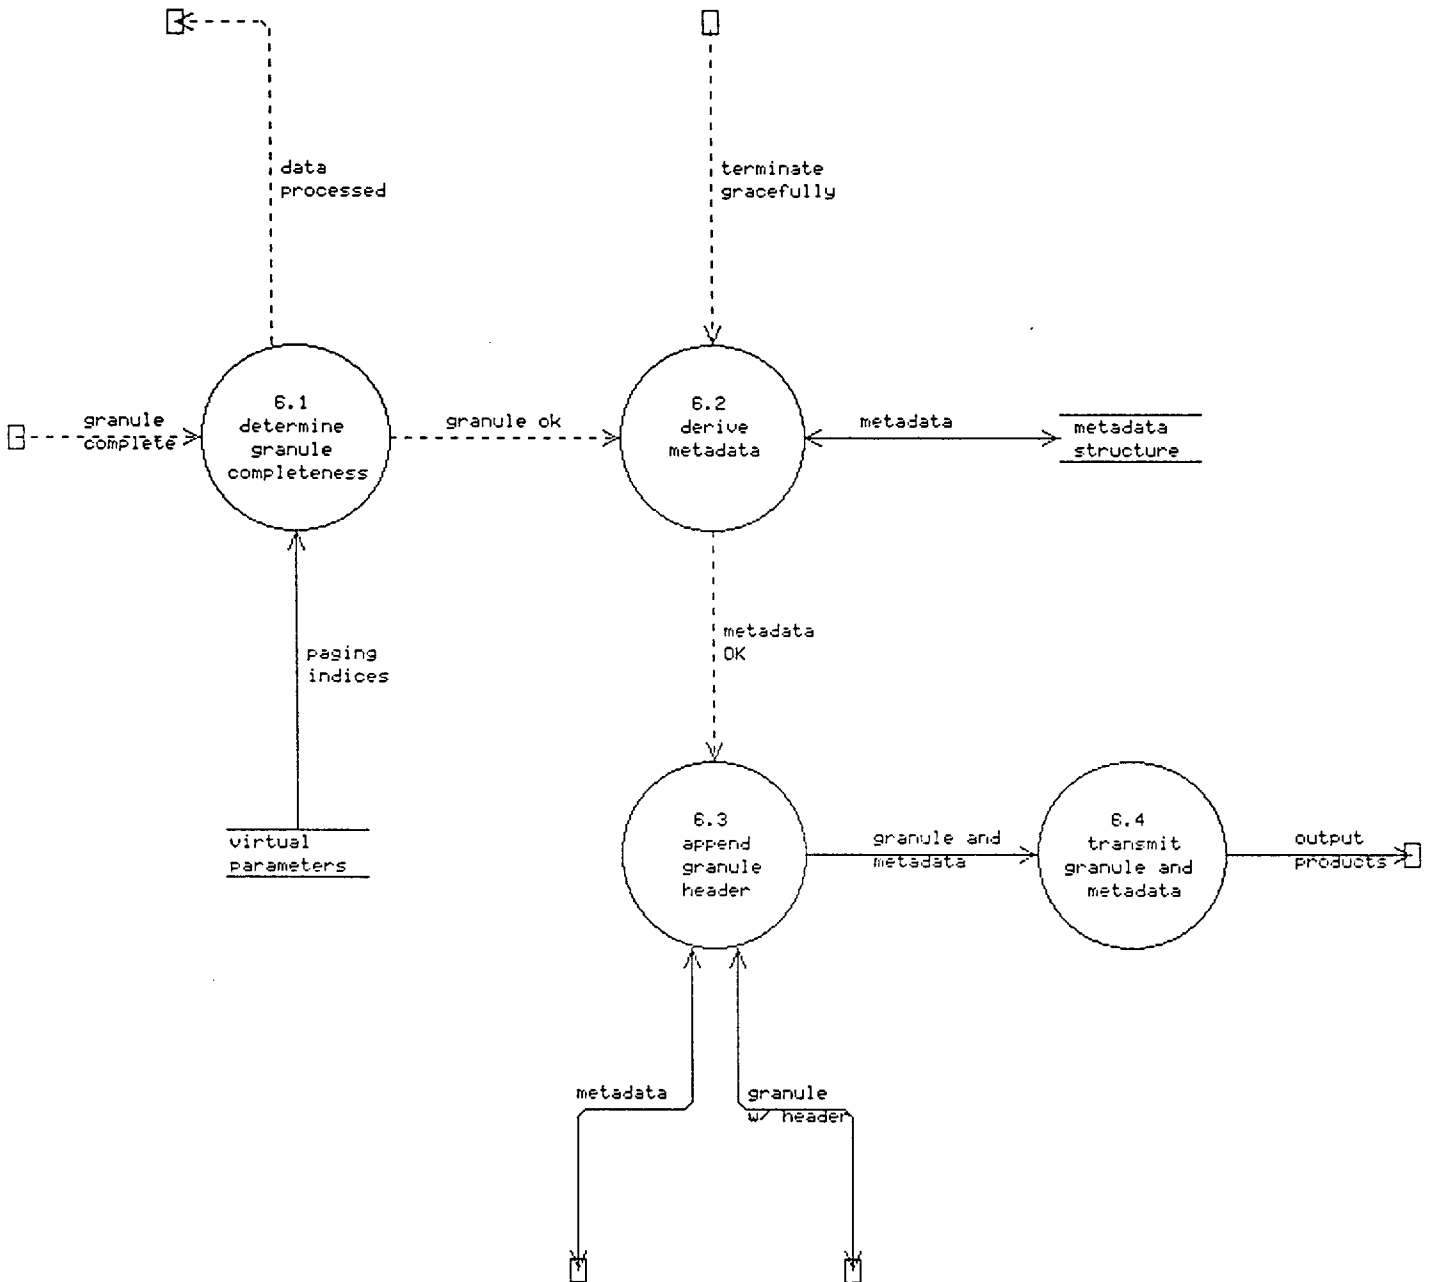 data
processed
terminate
gracefully
granule
complete
6.1
determine
granule
completeness
granule ok
6.2
derive
metadata
metadata
metadata
structure
metadata
OK
paging
indices
virtual
parameters
6.3
append
granule
header
granule and
metadata
6.4
transmit
granule and
metadata
output
products
metadata
granule
w/ header